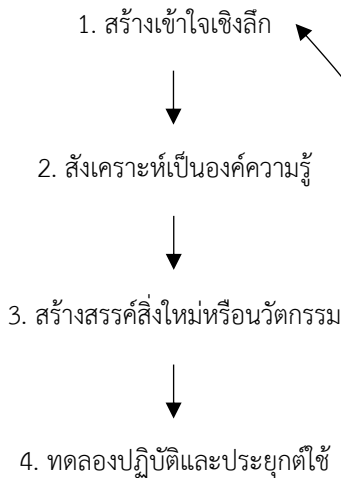 1. สร้างเข้าใจเชิงลึก
2. สังเคราะห์เป็นองค์ความรู้
3. สร้างสรรค์สิ่งใหม่หรือนวัตกรรม
4. ทดลองปฏิบัติและประยุกต์ใช้